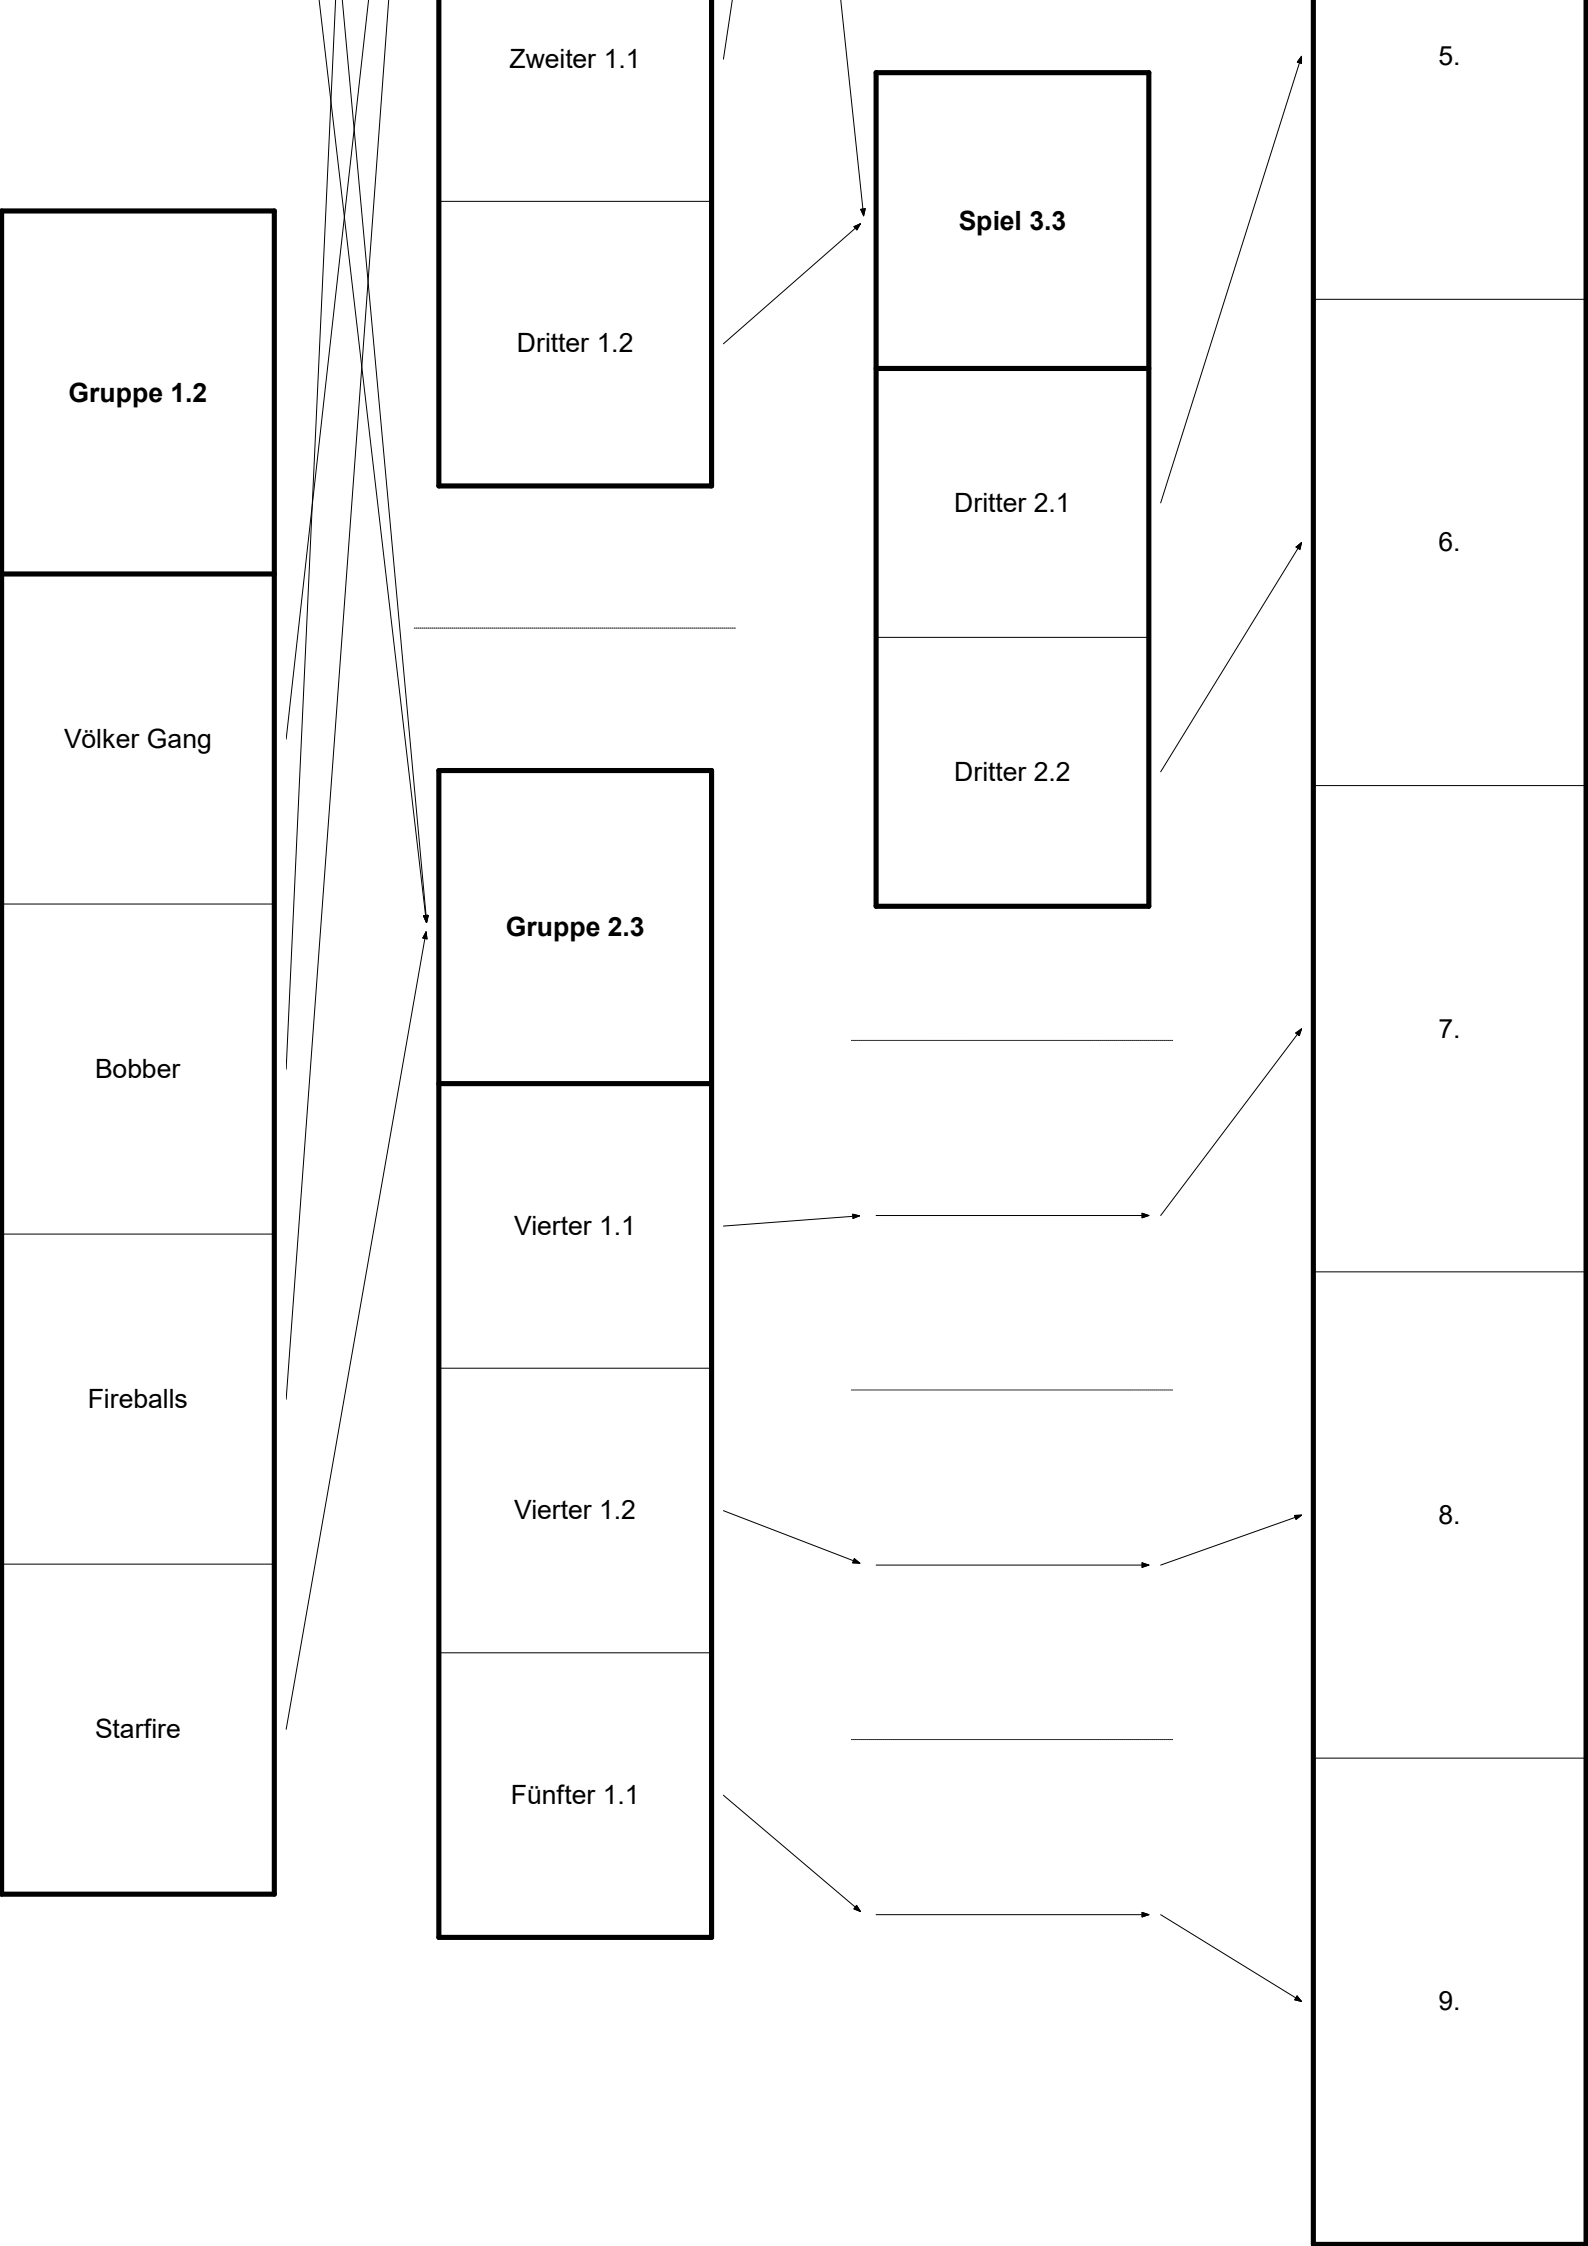 Gruppe 1.2
Völker Gang
Bobber
Fireballs
Starfire
Zweiter 1.1
Dritter 1.2
Gruppe 2.3
Vierter 1.1
Vierter 1.2
Fünfter 1.1
Spiel 3.3
Dritter 2.1
Dritter 2.2
5.
6.
7.
8.
9.